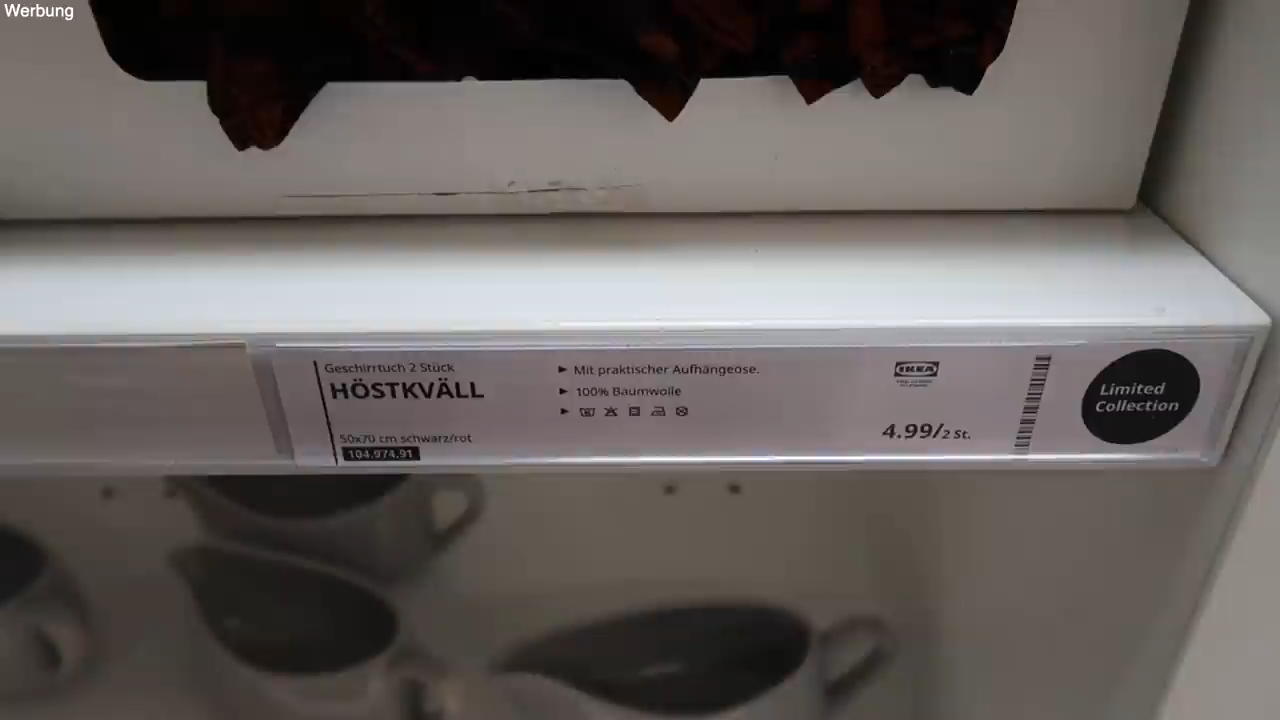 Werbung
Geschirrtuch 2 Stück
HÖSTKVÄLL
50x70 cm schwarz/rot
104.974.91
▸ Mit praktischer Aufhängeöse.
▸ 100% Baumwolle
IKEA
4.99/2 St.
Limited
Collection